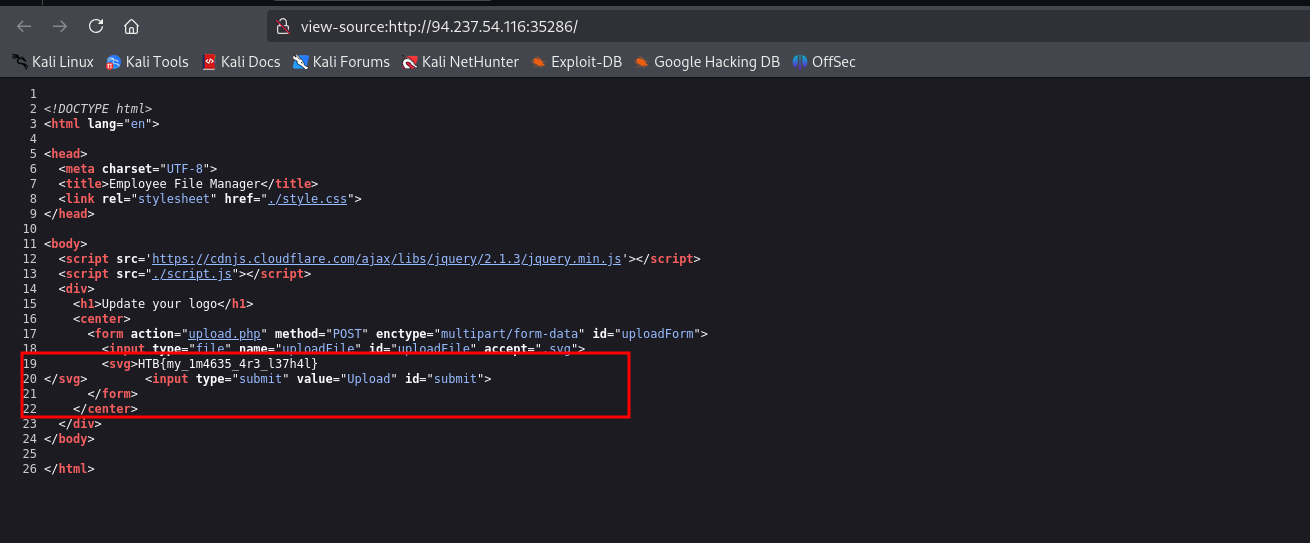 view-source:http://94.237.54.116:35286/
Kali Linux Kali Tools Kali Docs Kali Forums Kali NetHunter Exploit-DB Google Hacking DB OffSec
1
2 <!DOCTYPE html>
3 <html lang="en">
4
5 <head>
6 <meta charset="UTF-8">
7 <title>Employee File Manager</title>
8 <link rel="stylesheet" href="./style.css">
9 </head>
10
11 <body>
12 <script src='https://cdnjs.cloudflare.com/ajax/libs/jquery/2.1.3/jquery.min.js'></script>
13 <script src="./script.js"></script>
14 <div>
15 <h1>Update your logo</h1>
16 <center>
17 <form action="upload.php" method="POST" enctype="multipart/form-data" id="uploadForm">
18 <input type="file" name="uploadFile" id="uploadFile" accept=".svg">
19 <svg>HTB{my_1m4635_4r3_l37h4l}
20 </svg> <input type="submit" value="Upload" id="submit">
21 </form>
22 </center>
23 </div>
24 </body>
25
26 </html>